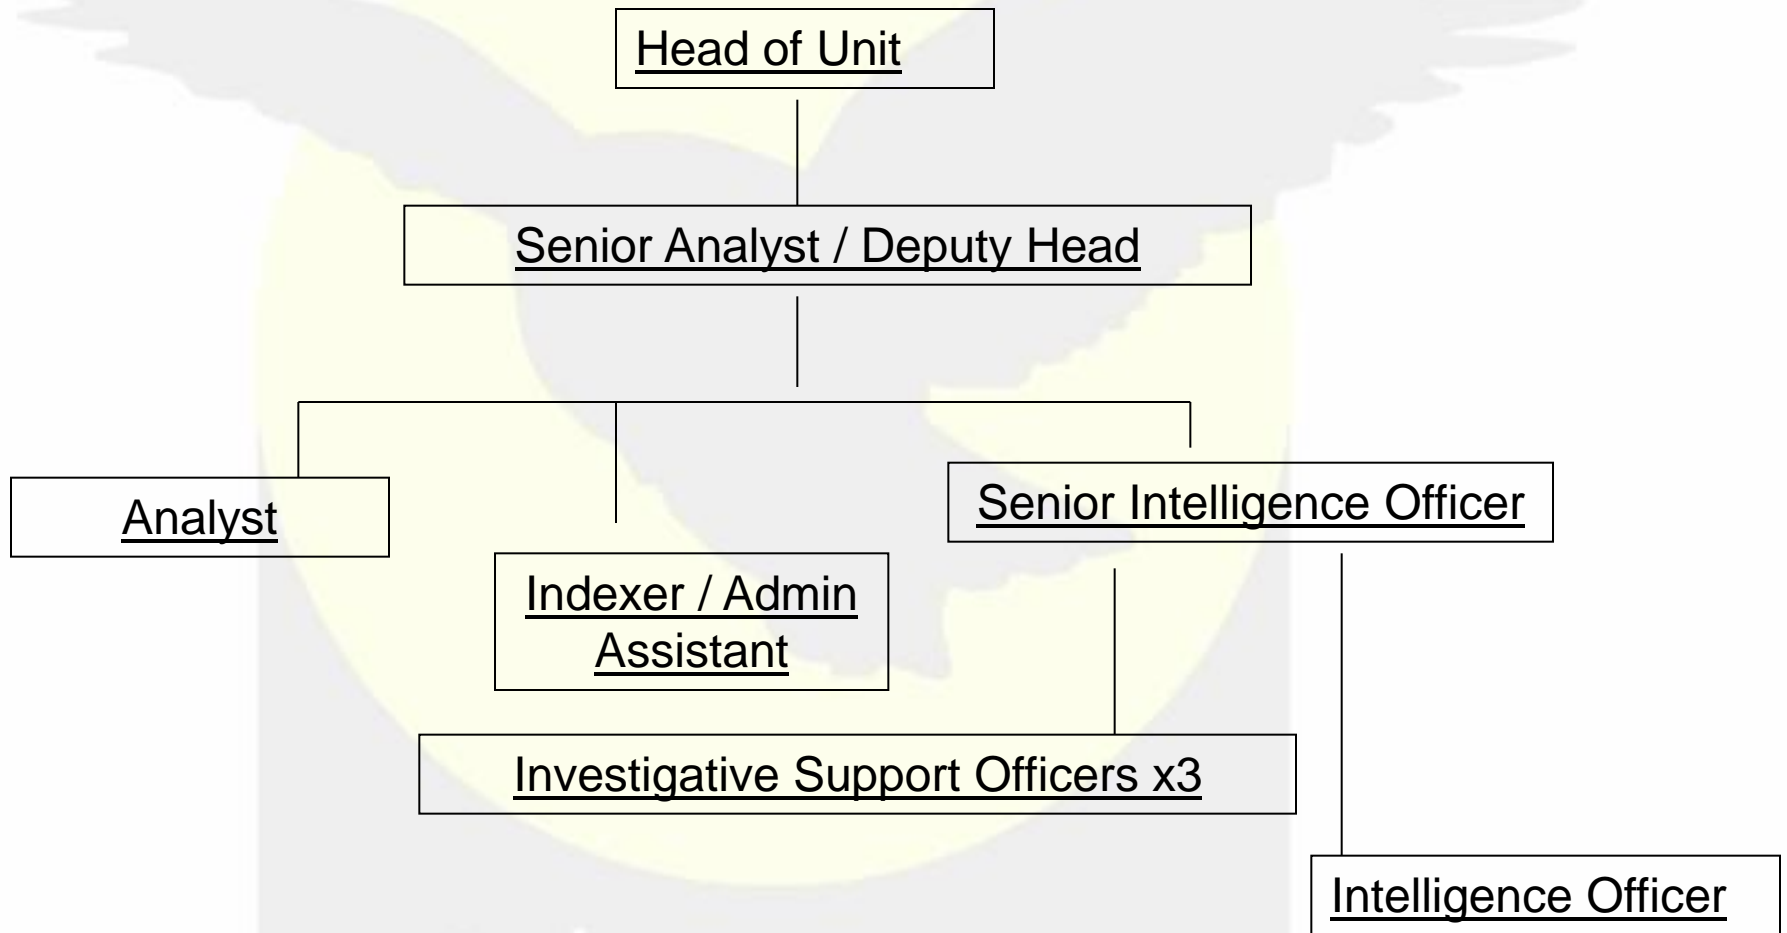 Head of Unit
Senior Analyst / Deputy Head
Analyst
Senior Intelligence Officer
Indexer / Admin
Assistant
Investigative Support Officers x3
Intelligence Officer